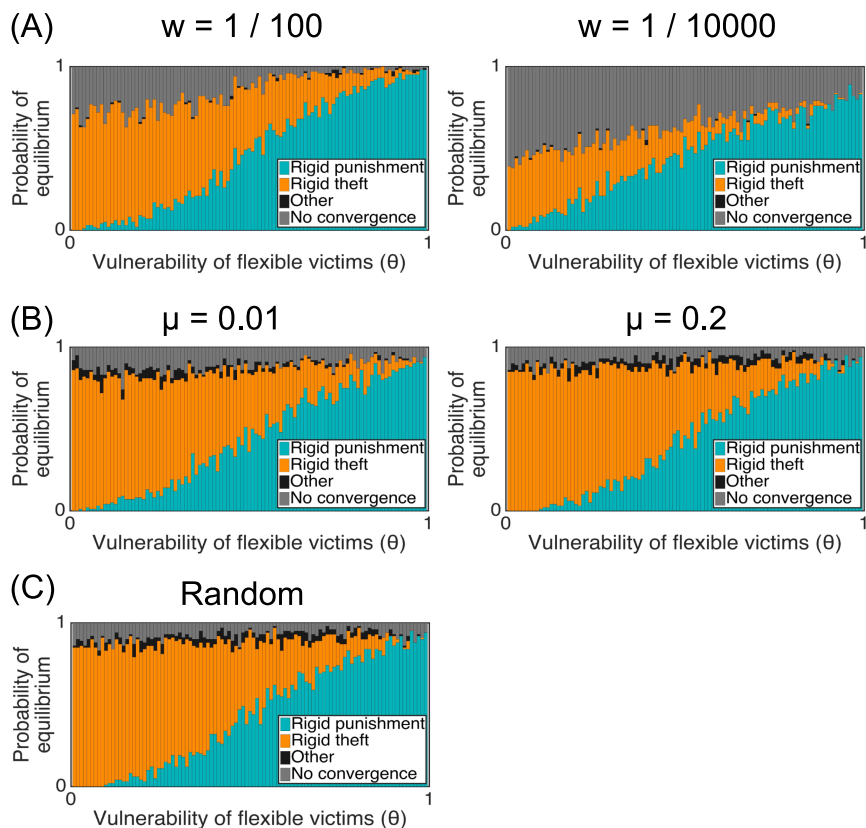 (A)
w = 1 / 100
w = 1 / 10000
Probability of
equilibrium
1
0
Rigid punishment
Rigid theft
Other
No convergence
0
1
Vulnerability of flexible victims (θ)
Probability of
equilibrium
1
0
Rigid punishment
Rigid theft
Other
No convergence
0
1
Vulnerability of flexible victims (θ)
(B)
μ = 0.01
μ = 0.2
Probability of
equilibrium
1
0
Rigid punishment
Rigid theft
Other
No convergence
0
1
Vulnerability of flexible victims (θ)
Probability of
equilibrium
1
0
Rigid punishment
Rigid theft
Other
No convergence
0
1
Vulnerability of flexible victims (θ)
(C)
Random
Probability of
equilibrium
1
0
Rigid punishment
Rigid theft
Other
No convergence
0
1
Vulnerability of flexible victims (θ)